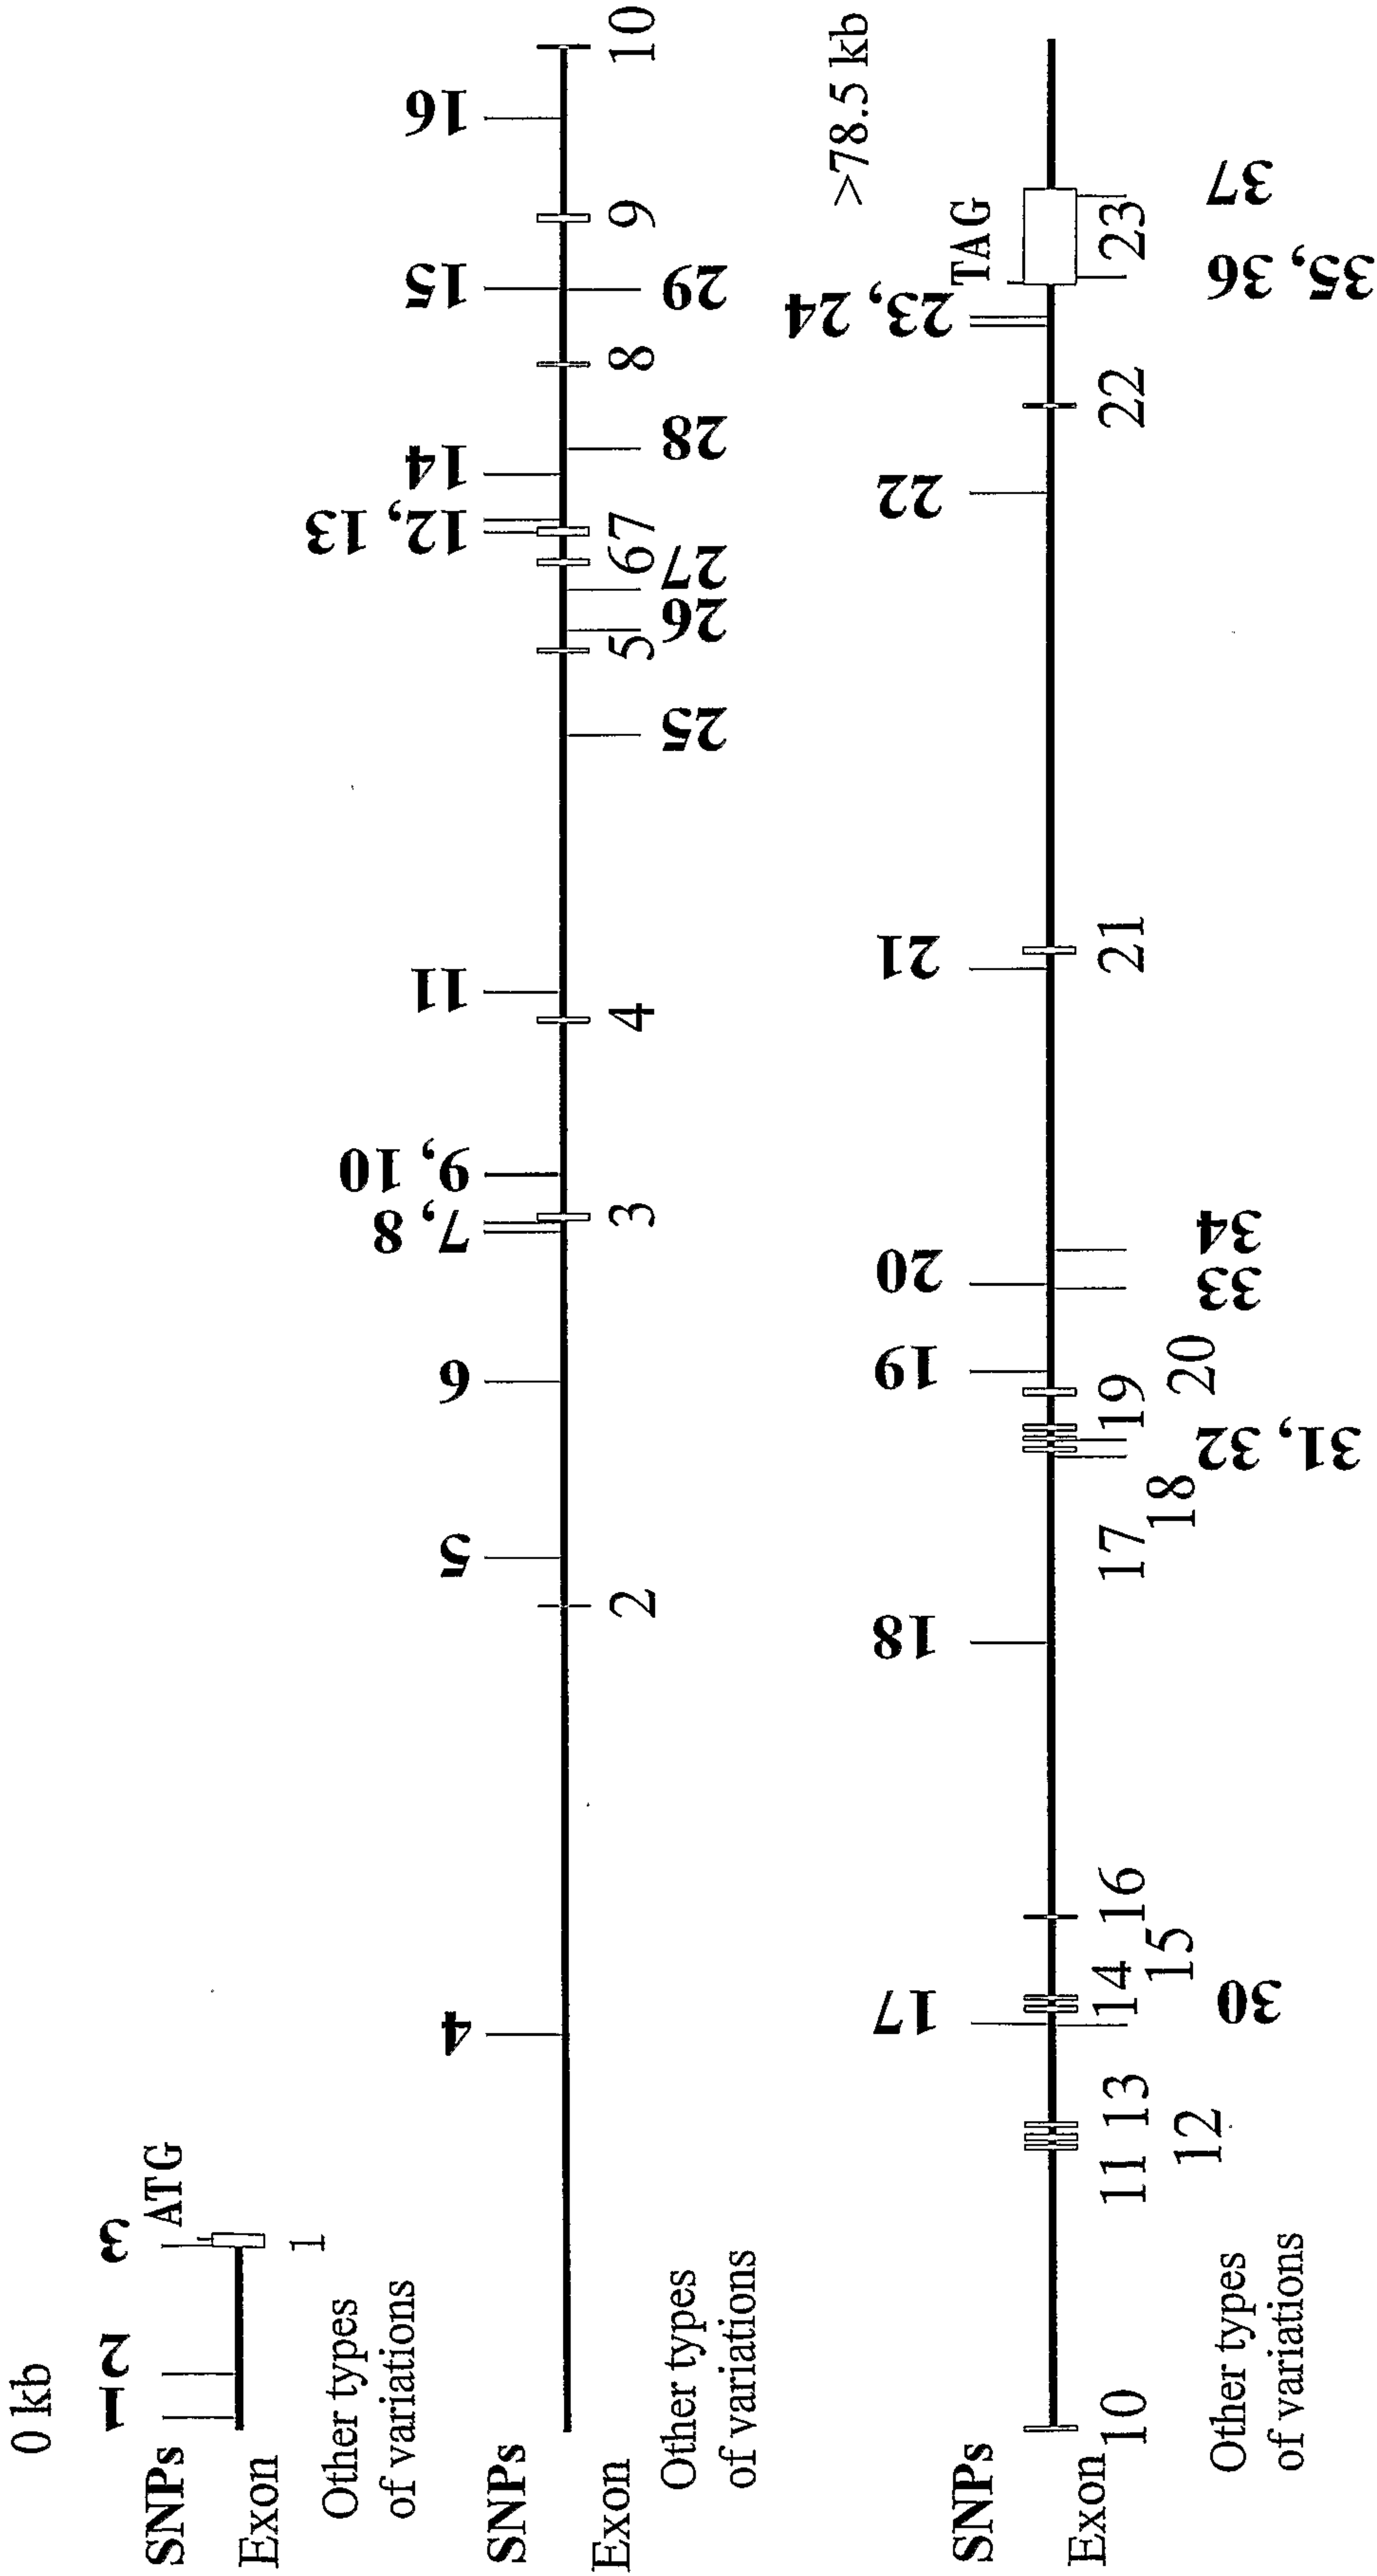 0 kb
1 2 3 ATG
SNPs
Exon 1
Other types
of variations
SNPs 4 5 6 7, 8 9, 10 11 12, 13 14 15 16
Exon 2 3 4 5 6 7 8 9 10
Other types
of variations 25 26 27 28 29
>78.5 kb
SNPs 17 18 19 20 21 22 23, 24 TAG
Exon 10 11 13 14 16 17 19 21 22 23
12 15 18 20
Other types
of variations 30 31, 32 33 34 35, 36 37